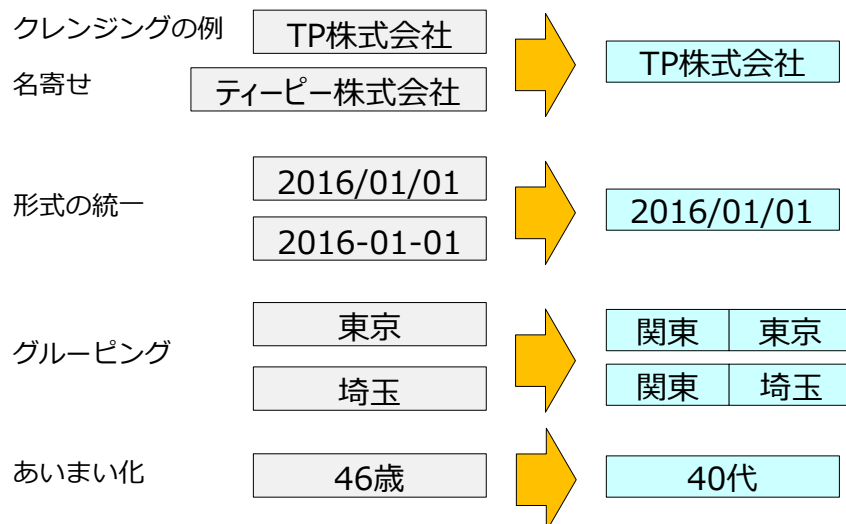 クレンジングの例
TP株式会社
名寄せ
ティーピー株式会社
TP株式会社
形式の統一
2016/01/01
2016-01-01
2016/01/01
グルーピング
東京
埼玉
関東 東京
関東 埼玉
あいまい化
46歳
40代